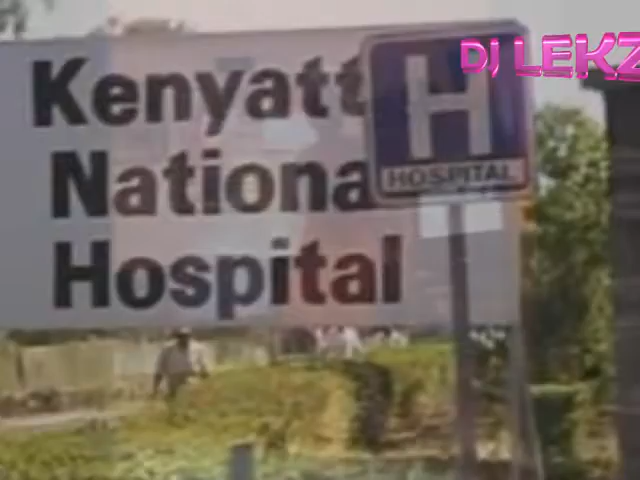 Kenyatt
Nationa
Hospital
H
HOSPITAL
DJ LEKZ